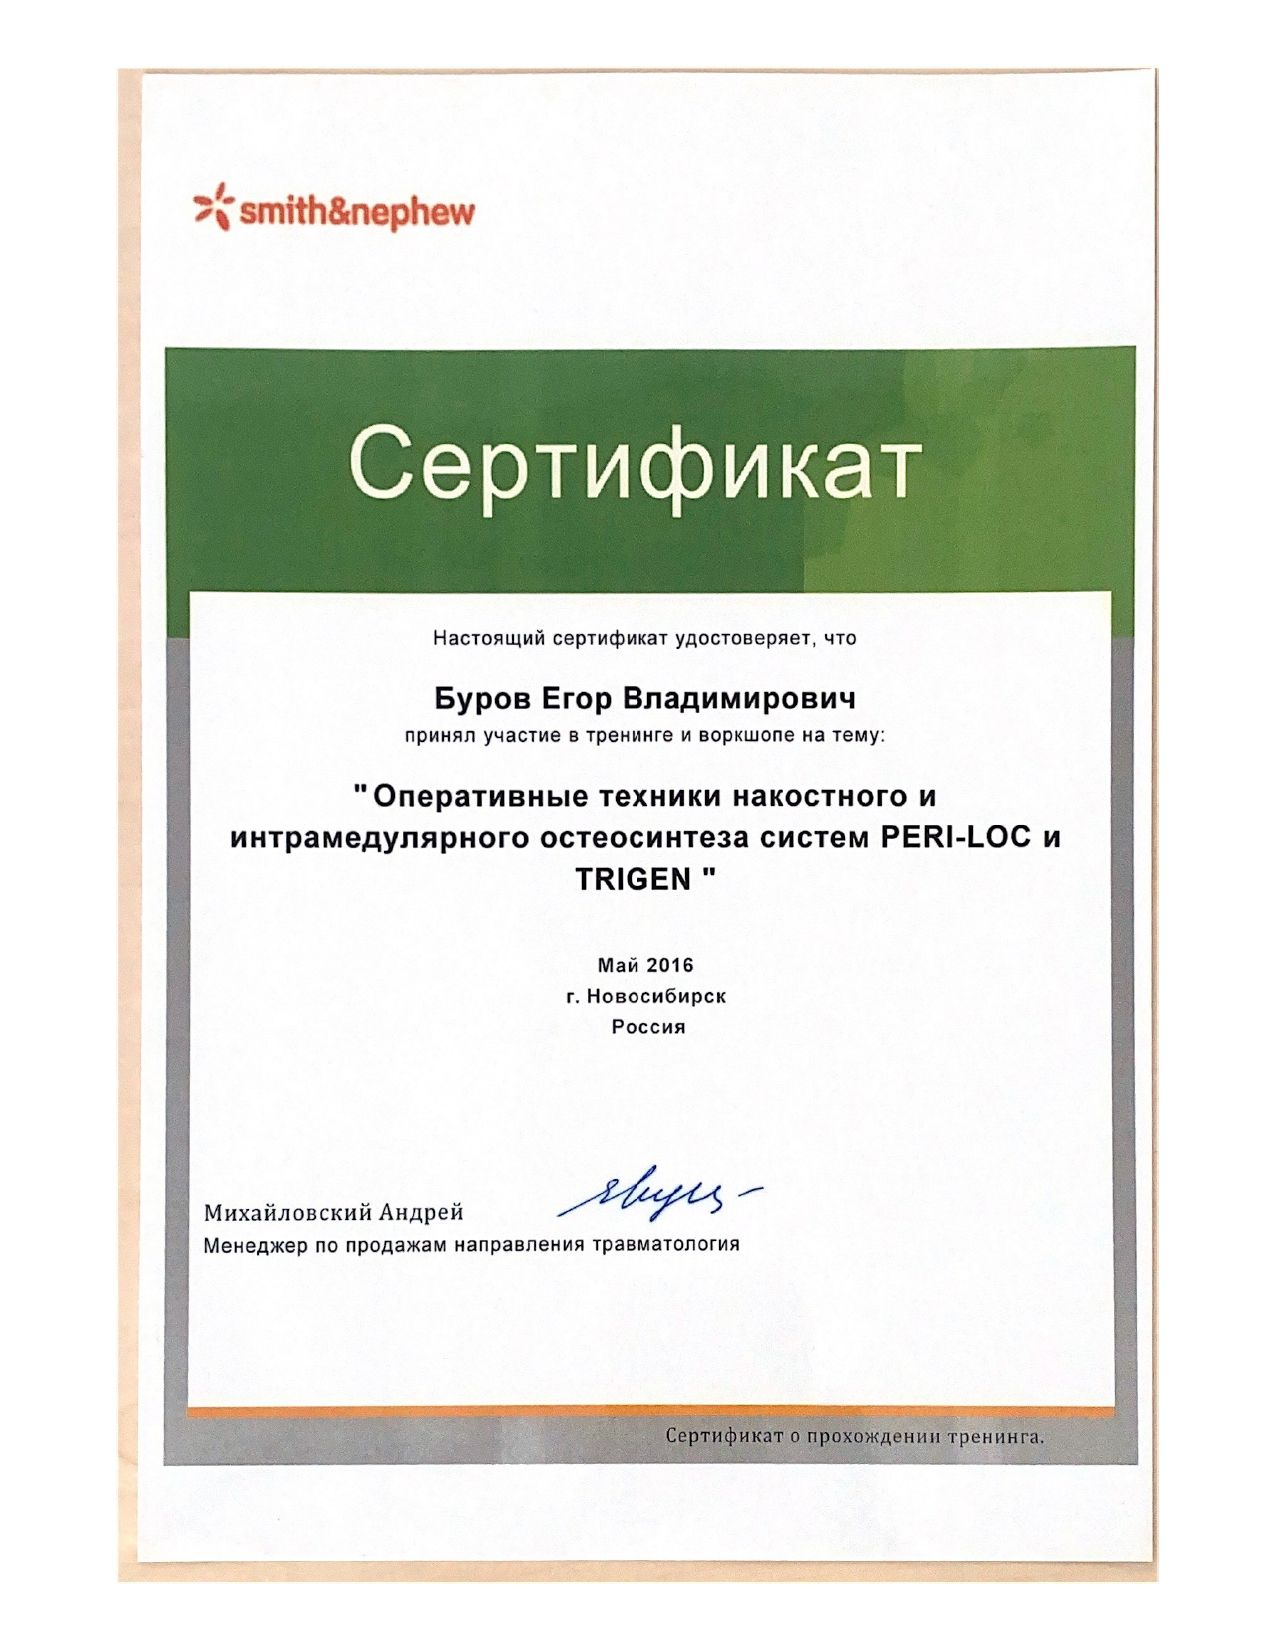 smith&nephew
Сертификат
Настоящий сертификат удостоверяет, что
Буров Егор Владимирович
принял участие в тренинге и воркшопе на тему:
"Оперативные техники накостного и
интрамедулярного остеосинтеза систем PERI-LOC и
TRIGEN "
Май 2016
г. Новосибирск
Россия
Михайловский Андрей
Менеджер по продажам направления травматология
Сертификат о прохождении тренинга.